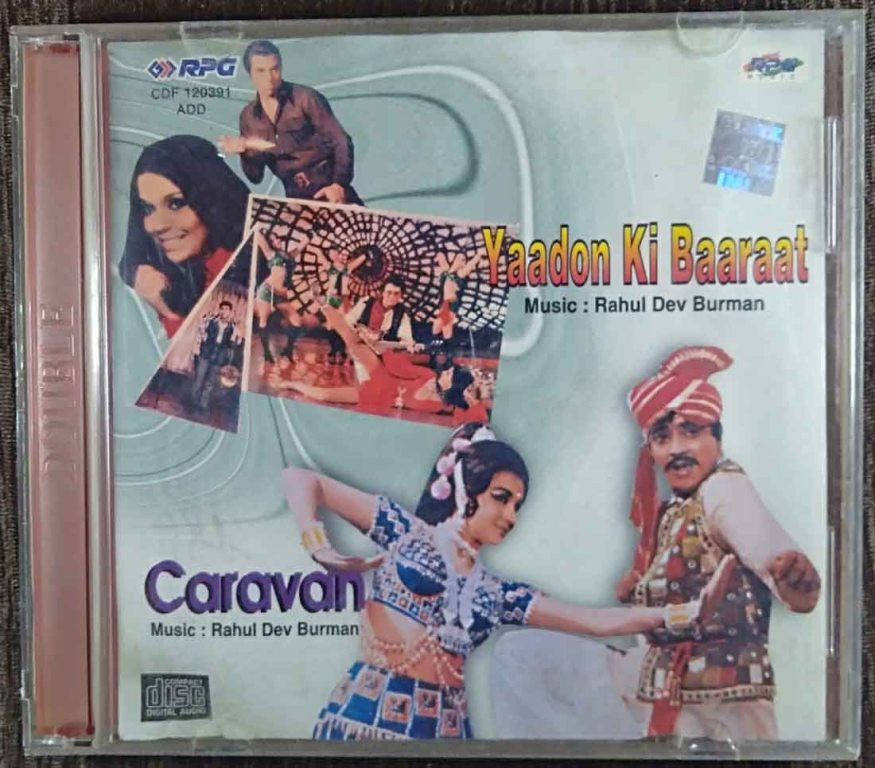 RPG
CDF 120391
ADD
RPG
MUSIC
Yaadon Ki Baaraat
Music : Rahul Dev Burman
DOUBLE
Caravan
Music : Rahul Dev Burman
COMPACT
disc
DIGITAL AUDIO